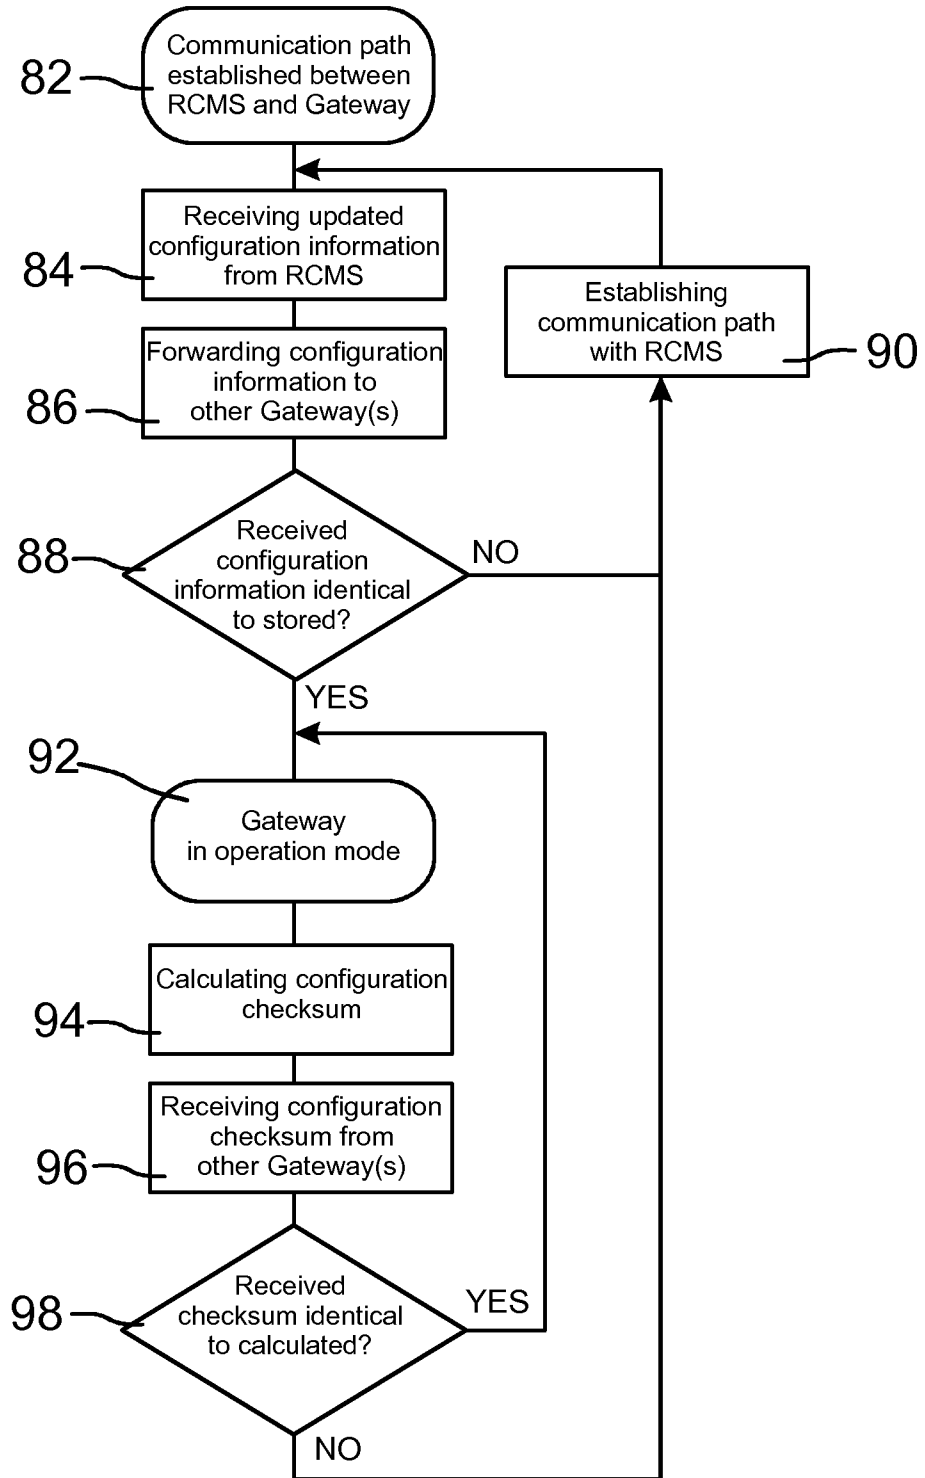 82
Communication path
established between
RCMS and Gateway
84
Receiving updated
configuration information
from RCMS
Establishing
communication path
with RCMS
90
86
Forwarding configuration
information to
other Gateway(s)
88
Received
configuration
information identical
to stored?
NO
YES
92
Gateway
in operation mode
94
Calculating configuration
checksum
96
Receiving configuration
checksum from
other Gateway(s)
98
Received
checksum identical
to calculated?
YES
NO